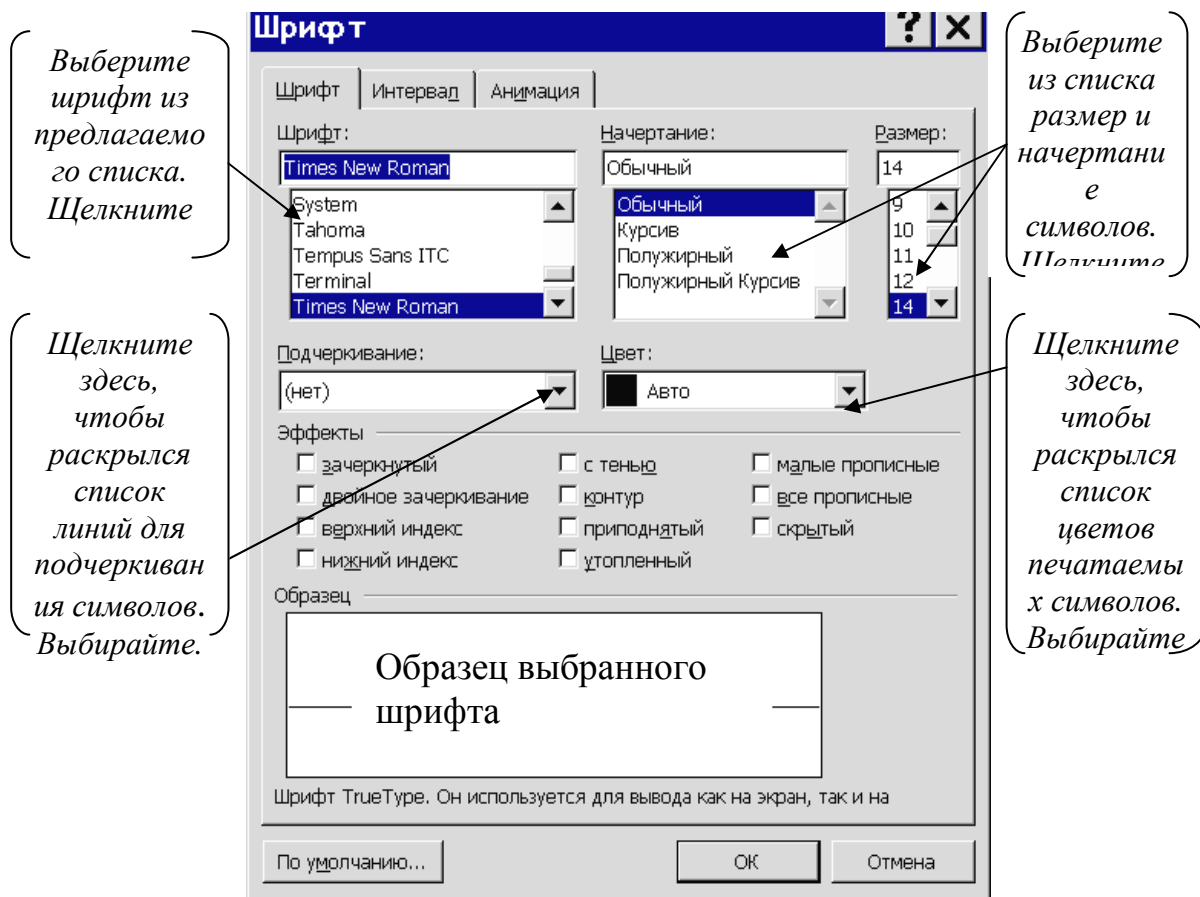 Шрифт
Выберите
шрифт из
предлагаемо
го списка.
Щелкните
Выберите
из списка
размер и
начертани
е
символов.
Щелкните
Шрифт
Интервал
Анимация
Шрифт:
Начертание:
Размер:
Times New Roman
Обычный
14
System
Tahoma
Tempus Sans ITC
Terminal
Times New Roman
Обычный
Курсив
Полужирный
Полужирный Курсив
9
10
11
12
14
Щелкните
здесь,
чтобы
раскрылся
список
линий для
подчеркиван
ия символов.
Выбирайте.
Подчеркивание:
Цвет:
(нет)
Авто
Щелкните
здесь,
чтобы
раскрылся
список
цветов
печатаемы
х символов.
Выбирайте
Эффекты
зачеркнутый
двойное зачеркивание
верхний индекс
нижний индекс
с тенью
контур
приподнятый
утопленный
малые прописные
все прописные
скрытый
Образец
Образец выбранного
шрифта
Шрифт TrueType. Он используется для вывода как на экран, так и на
По умолчанию...
ОК
Отмена